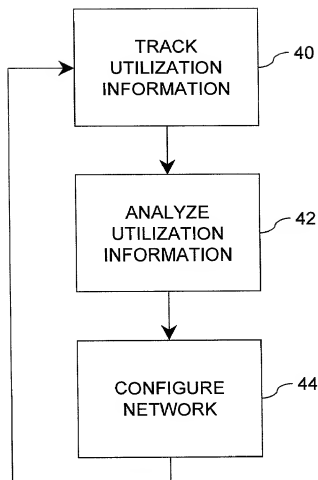 TRACK
UTILIZATION
INFORMATION
40
ANALYZE
UTILIZATION
INFORMATION
42
CONFIGURE
NETWORK
44